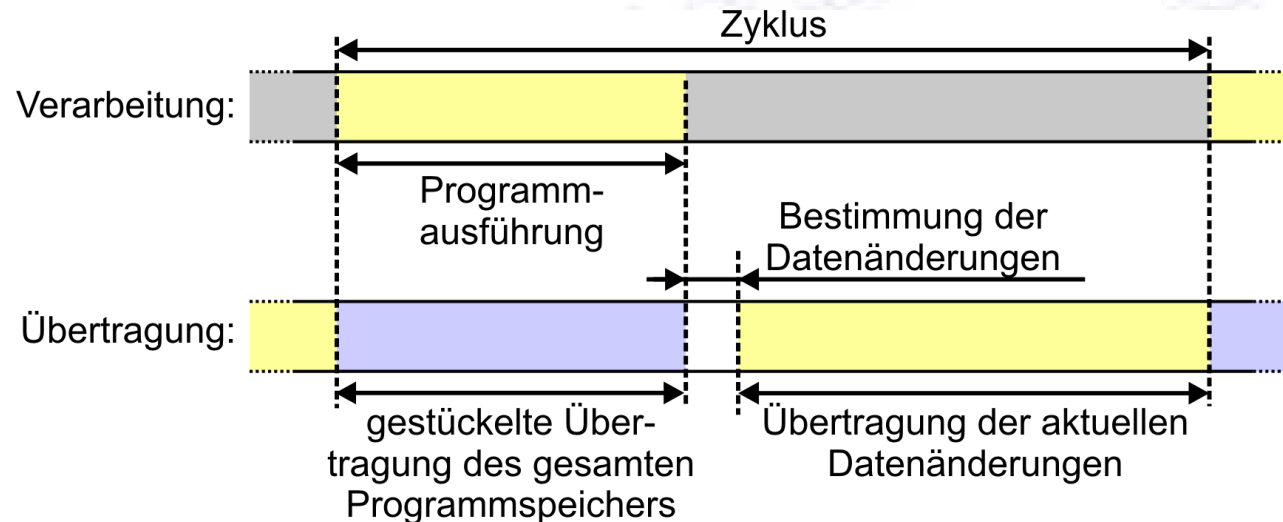 Zyklus
Verarbeitung:
Programm-
ausführung
Bestimmung der
Datenänderungen
Übertragung:
gestückelte Über-
tragung des gesamten
Programmspeichers
Übertragung der aktuellen
Datenänderungen